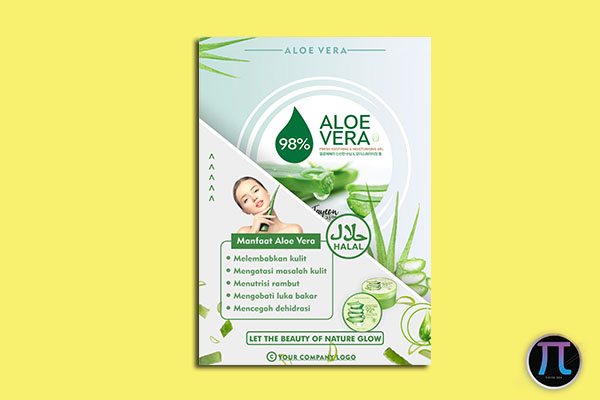 ALOE VERA
98%
ALOE
VERA
FRESH SOOTHING & MOISTURIZING GEL
Manfaat Aloe Vera
حلال
HALAL
Melembabkan kulit
Mengatasi masalah kulit
Menutrisi rambut
Mengobati luka bakar
Mencegah dehidrasi
LET THE BEAUTY OF NATURE GLOW
C YOUR COMPANY LOGO